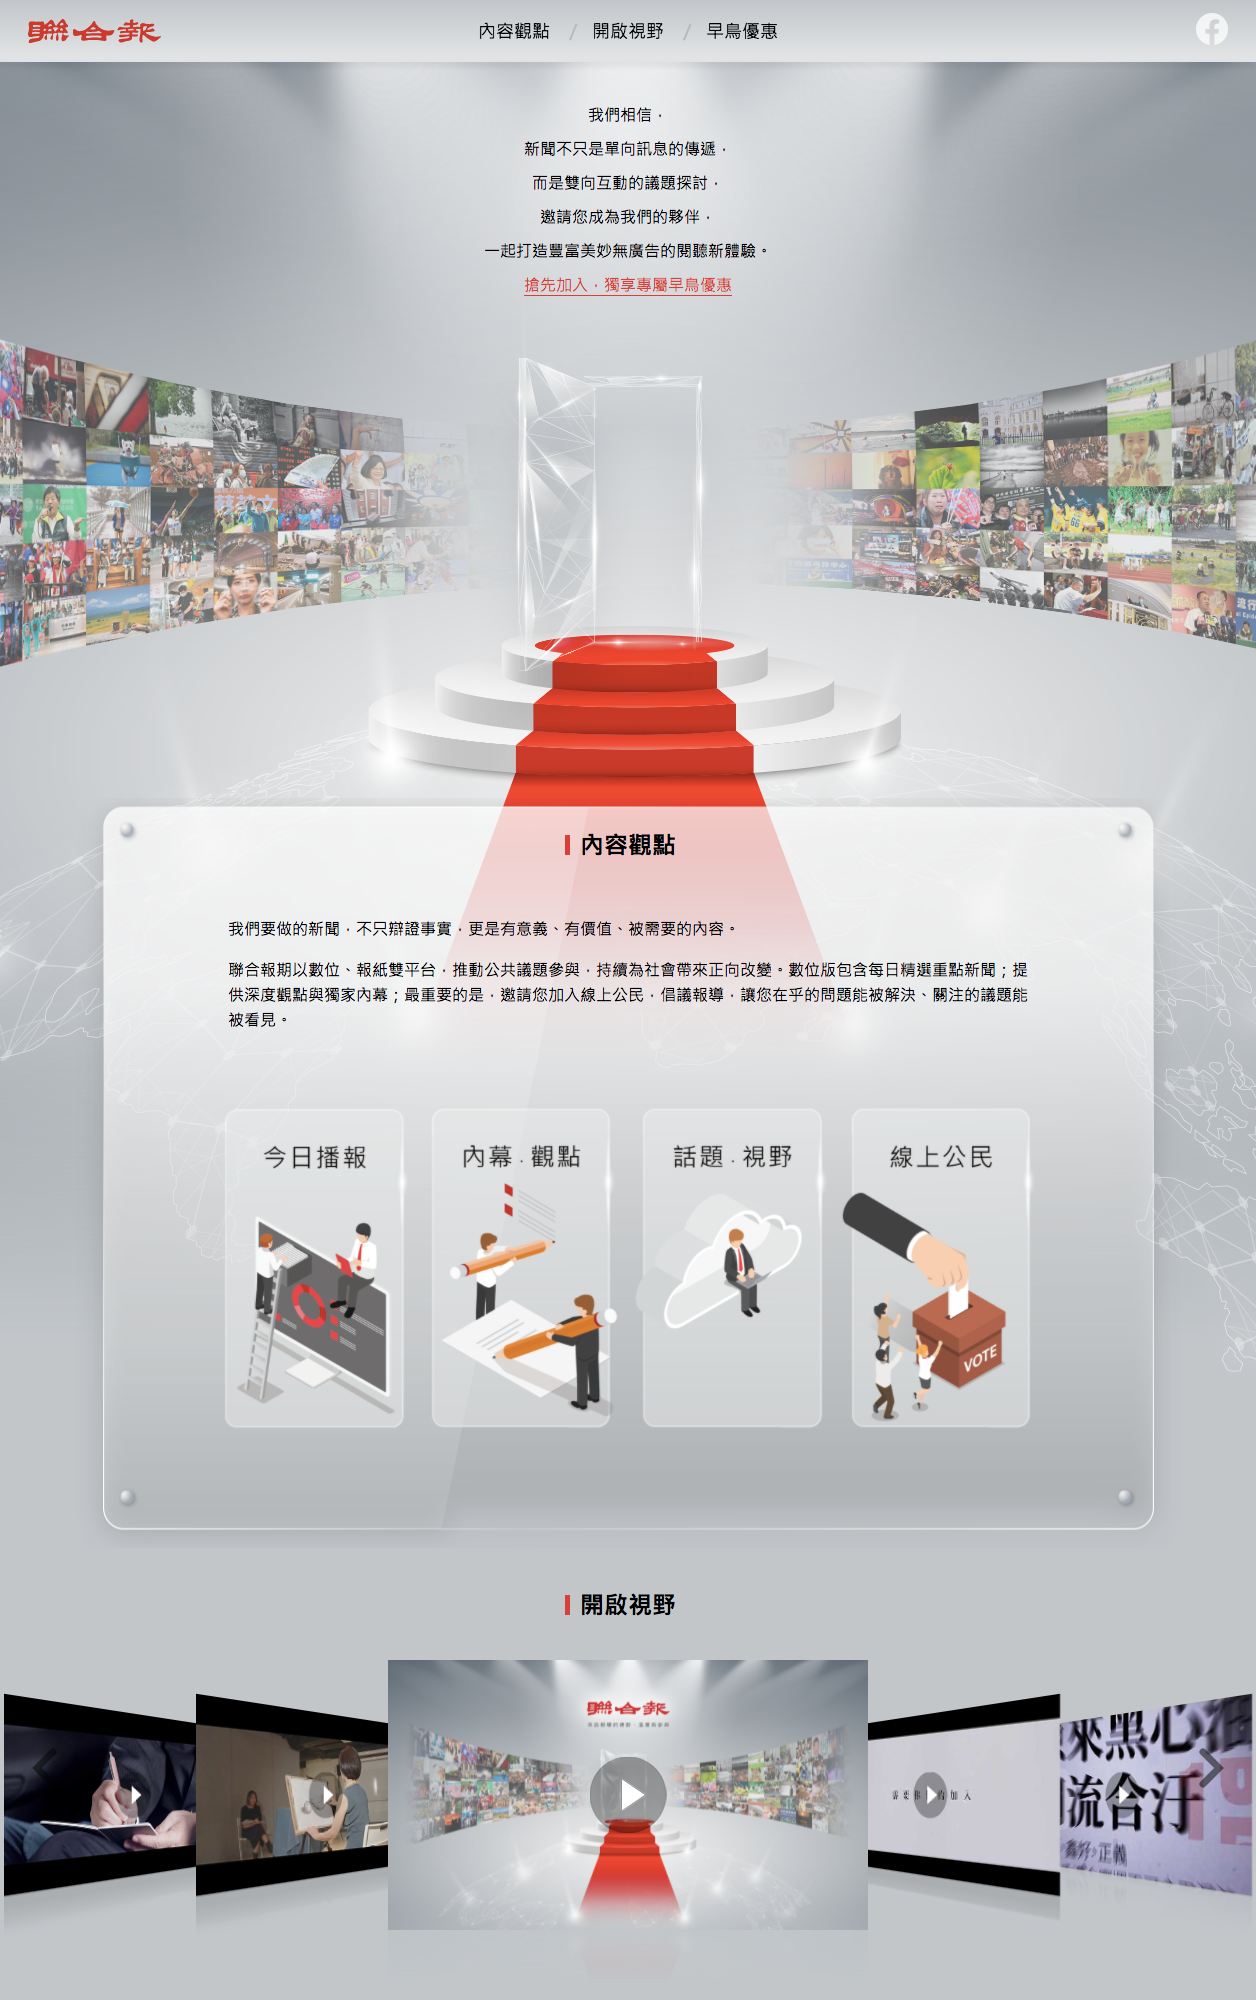 聯合報
內容觀點 / 開啟視野 / 早鳥優惠
我們相信，
新聞不只是單向訊息的傳遞，
而是雙向互動的議題探討，
邀請您成為我們的夥伴，
一起打造豐富美妙無廣告的閱聽新體驗。
搶先加入，獨享專屬早鳥優惠
內容觀點
我們要做的新聞，不只辯證事實，更是有意義、有價值、被需要的內容。
聯合報期以數位、報紙雙平台，推動公共議題參與，持續為社會帶來正向改變。數位版包含每日精選重點新聞；提
供深度觀點與獨家內幕；最重要的是，邀請您加入線上公民，倡議報導，讓您在乎的問題能被解決、關注的議題能
被看見。
今日播報
內幕．觀點
話題．視野
線上公民
VOTE
開啟視野
聯合報
需要你
的加入
黑心
流合汙
正義